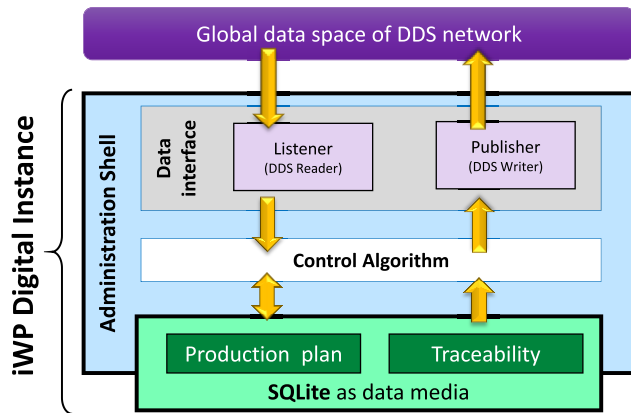 Global data space of DDS network
iWP Digital Instance
Administration Shell
Data
interface
Listener
(DDS Reader)
Publisher
(DDS Writer)
Control Algorithm
Production plan
Traceability
SQLite as data media